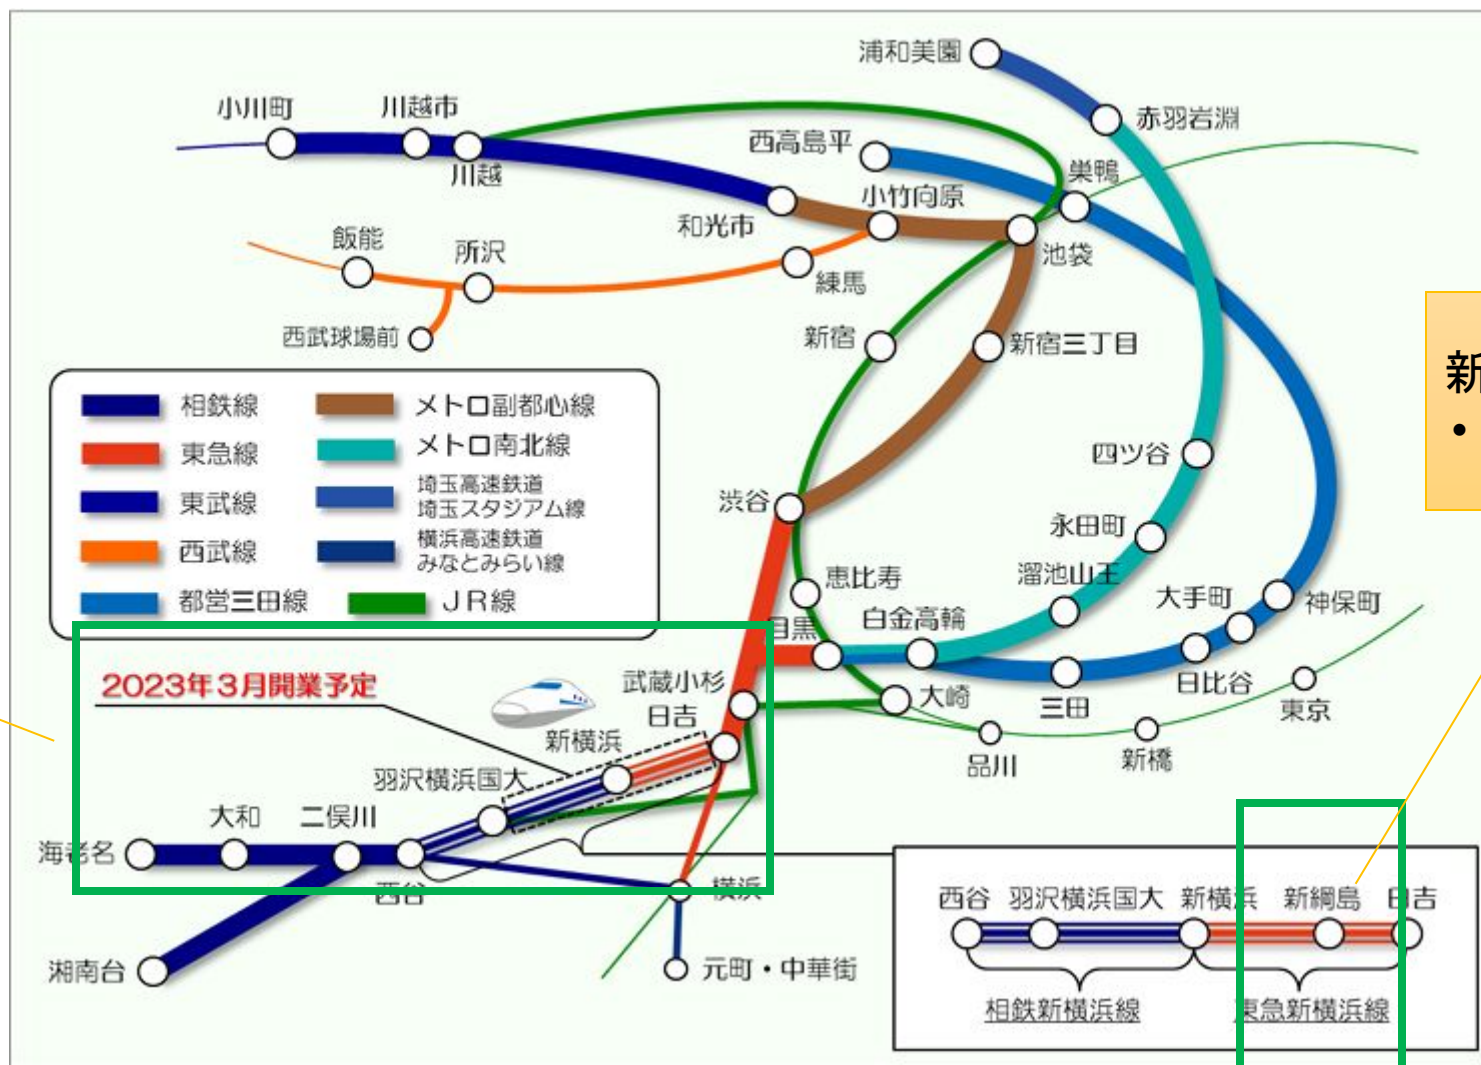 浦和美園
赤羽岩淵
小川町
川越市
川越
西高島平
巣鴨
小竹向原
和光市
池袋
飯能
所沢
練馬
西武球場前
新宿
新宿三丁目
新
・
相鉄線
メトロ副都心線
東急線
メトロ南北線
東武線
埼玉高速鉄道
埼玉スタジアム線
西武線
横浜高速鉄道
みなとみらい線
都営三田線
JR線
四ツ谷
渋谷
永田町
恵比寿
溜池山王
大手町
神保町
目黒
白金高輪
日比谷
三田
東京
大崎
品川
新橋
2023年3月開業予定
武蔵小杉
日吉
新横浜
羽沢横浜国大
大和
二俣川
海老名
西谷
横浜
湘南台
元町・中華街
西谷
羽沢横浜国大
新横浜
新綱島
日吉
相鉄新横浜線
東急新横浜線